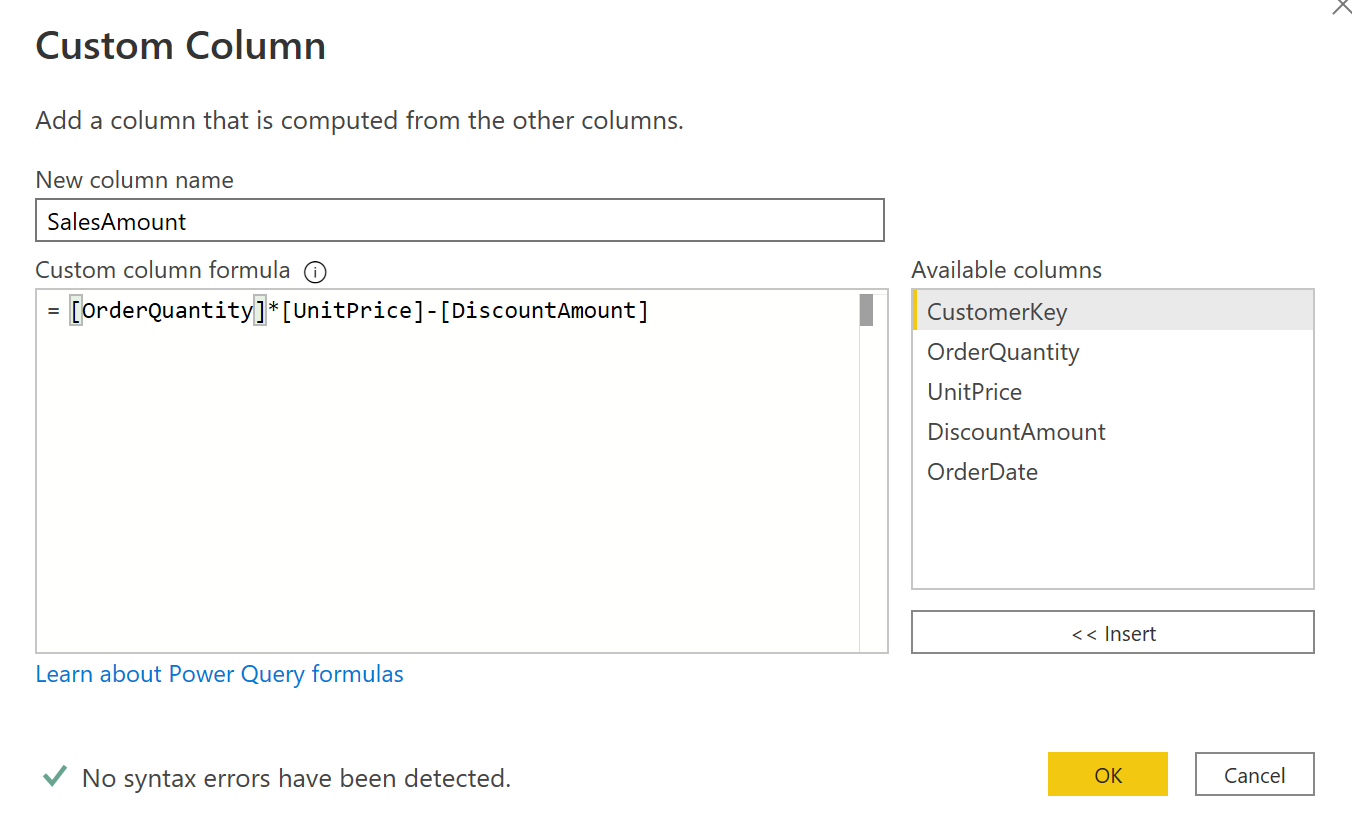 Custom Column
Add a column that is computed from the other columns.
New column name
SalesAmount
Custom column formula
= [OrderQuantity]*[UnitPrice]-[DiscountAmount]
Available columns
CustomerKey
OrderQuantity
UnitPrice
DiscountAmount
OrderDate
<< Insert
Learn about Power Query formulas
No syntax errors have been detected.
OK
Cancel